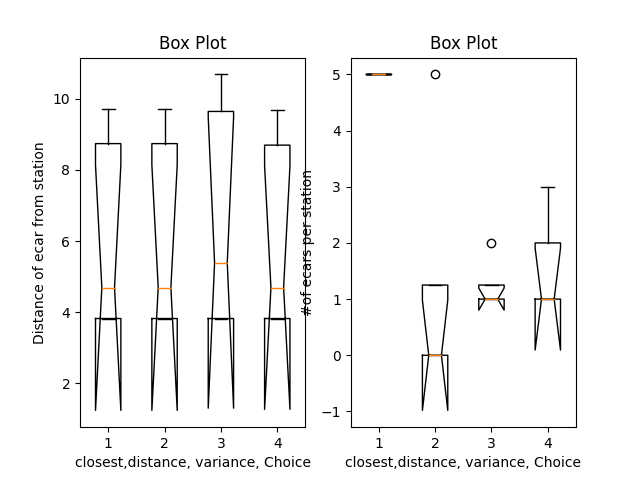 Box Plot
Distance of ecar from station
10
8
6
4
2
1 2 3 4
closest,distance, variance, Choice
Box Plot
#of ecars per station
5
4
3
2
1
0
−1
1 2 3 4
closest,distance, variance, Choice